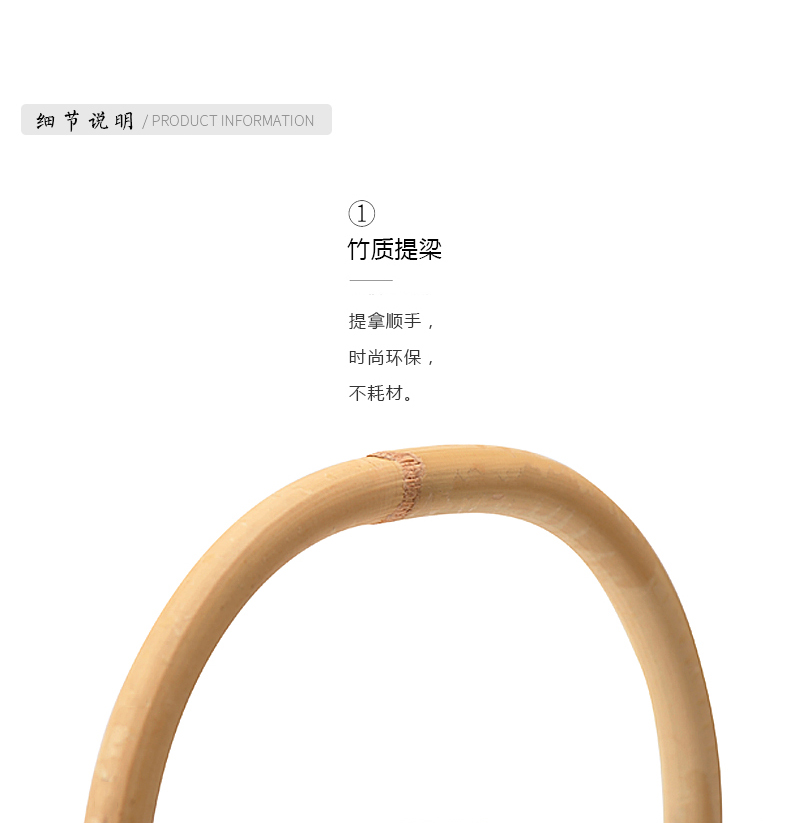 细节说明 / PRODUCT INFORMATION
①
竹质提梁
提拿顺手，
时尚环保，
不耗材。